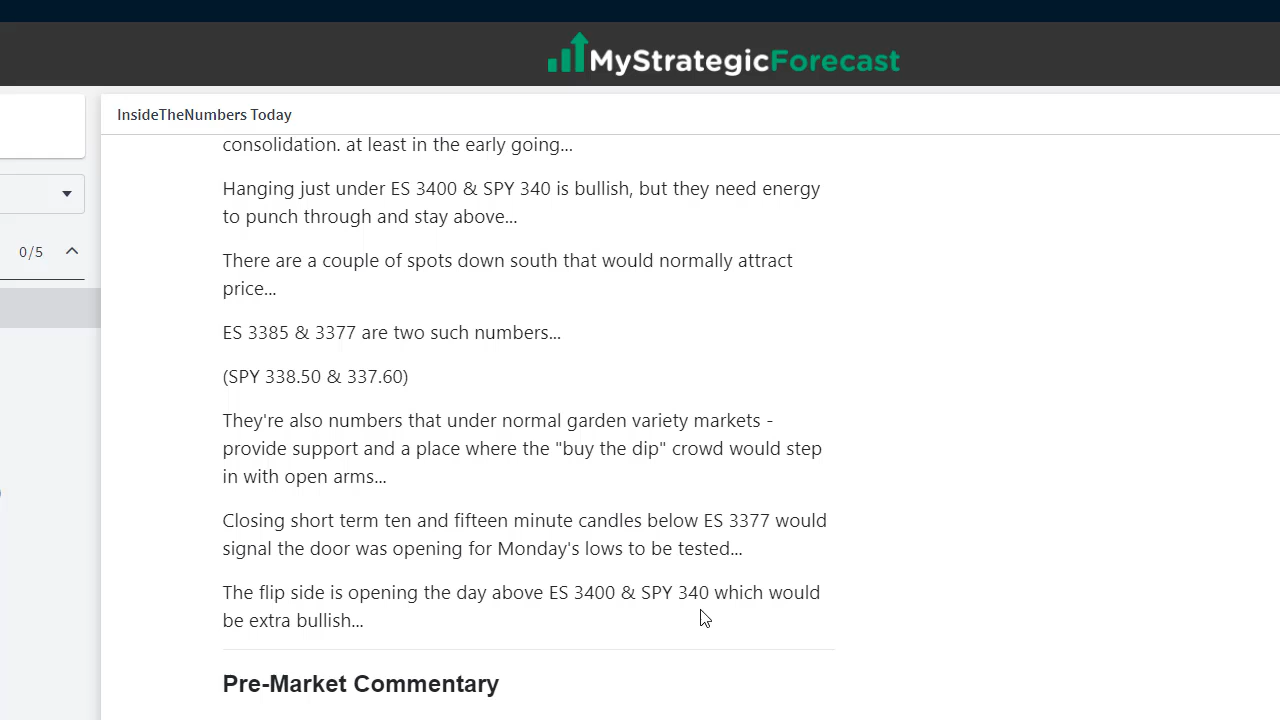 MyStrategicForecast
InsideTheNumbers Today
0/5
consolidation. at least in the early going...
Hanging just under ES 3400 & SPY 340 is bullish, but they need energy
to punch through and stay above...
There are a couple of spots down south that would normally attract
price...
ES 3385 & 3377 are two such numbers...
(SPY 338.50 & 337.60)
They're also numbers that under normal garden variety markets -
provide support and a place where the "buy the dip" crowd would step
in with open arms...
Closing short term ten and fifteen minute candles below ES 3377 would
signal the door was opening for Monday's lows to be tested...
The flip side is opening the day above ES 3400 & SPY 340 which would
be extra bullish...
Pre-Market Commentary